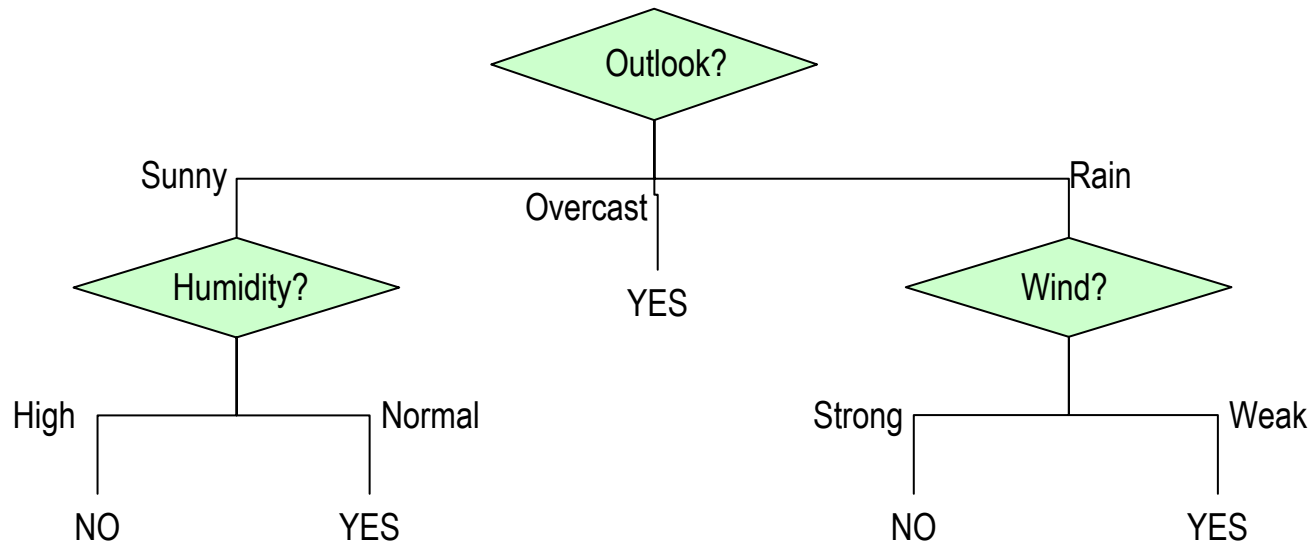 Outlook?
Sunny
Overcast
Rain
Humidity?
YES
Wind?
High
Normal
Strong
Weak
NO
YES
NO
YES